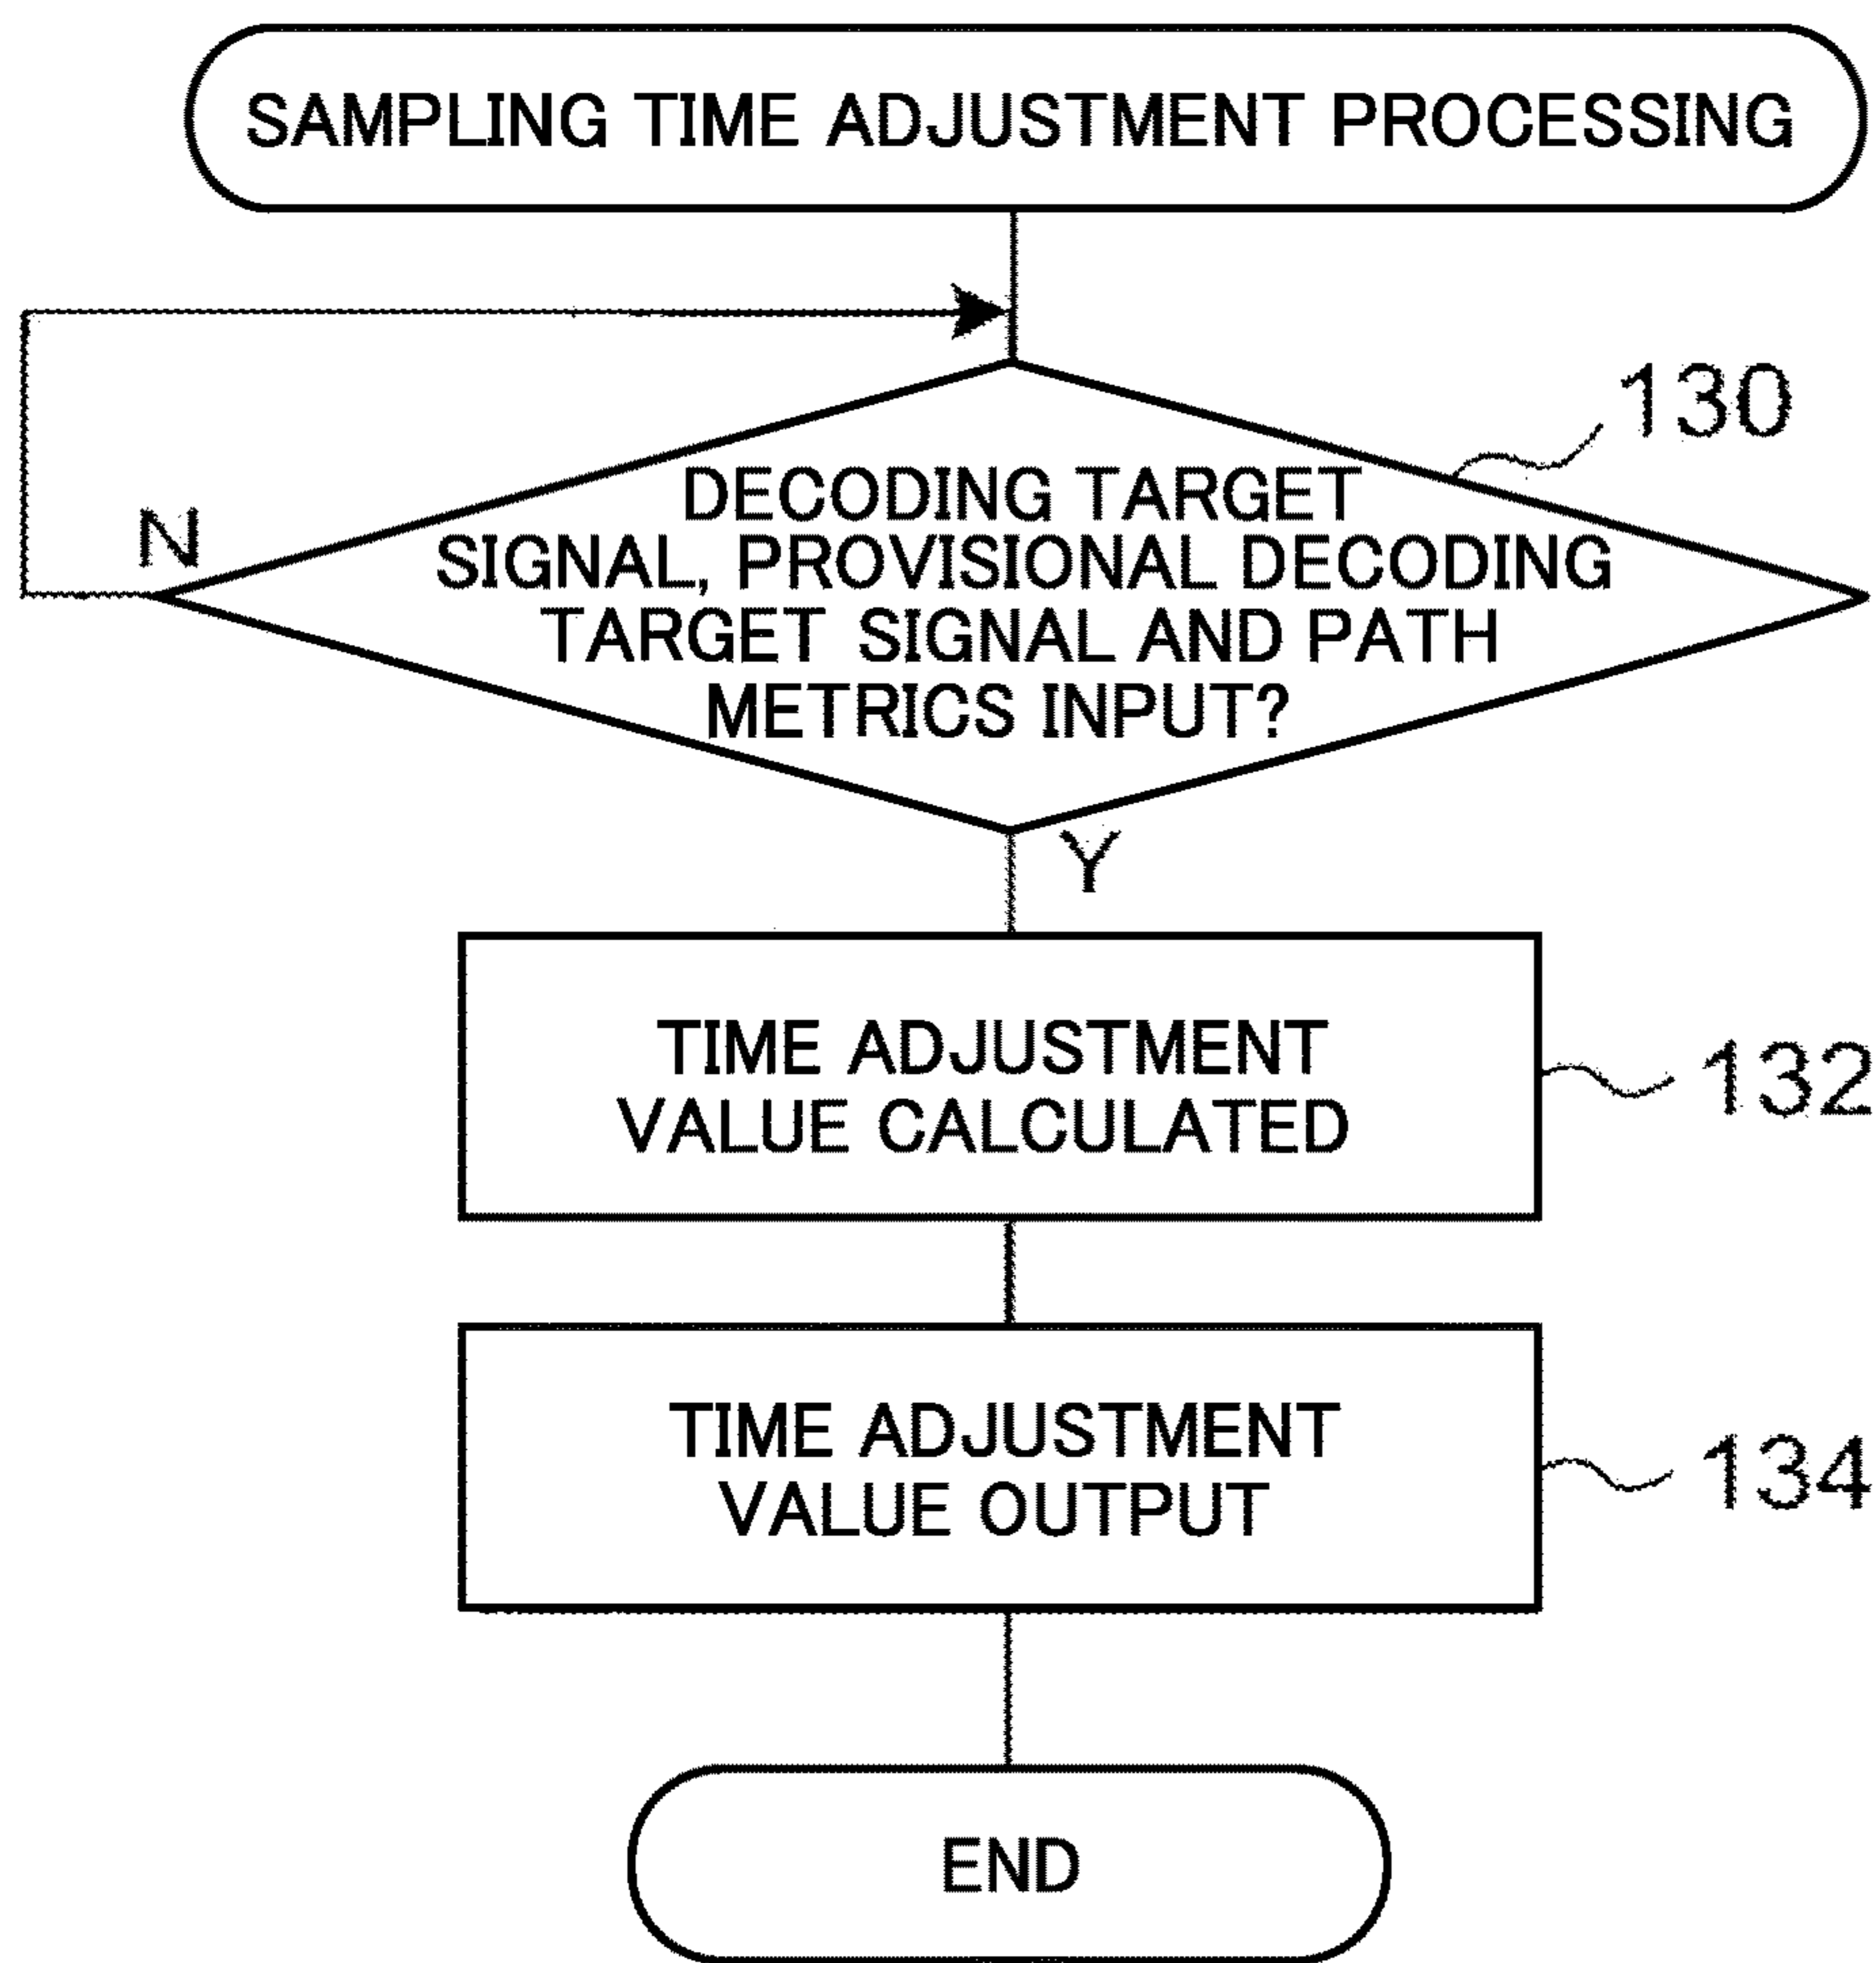 SAMPLING TIME ADJUSTMENT PROCESSING
130
DECODING TARGET
SIGNAL, PROVISIONAL DECODING
TARGET SIGNAL AND PATH
METRICS INPUT?
N
Y
TIME ADJUSTMENT
VALUE CALCULATED
132
TIME ADJUSTMENT
VALUE OUTPUT
134
END